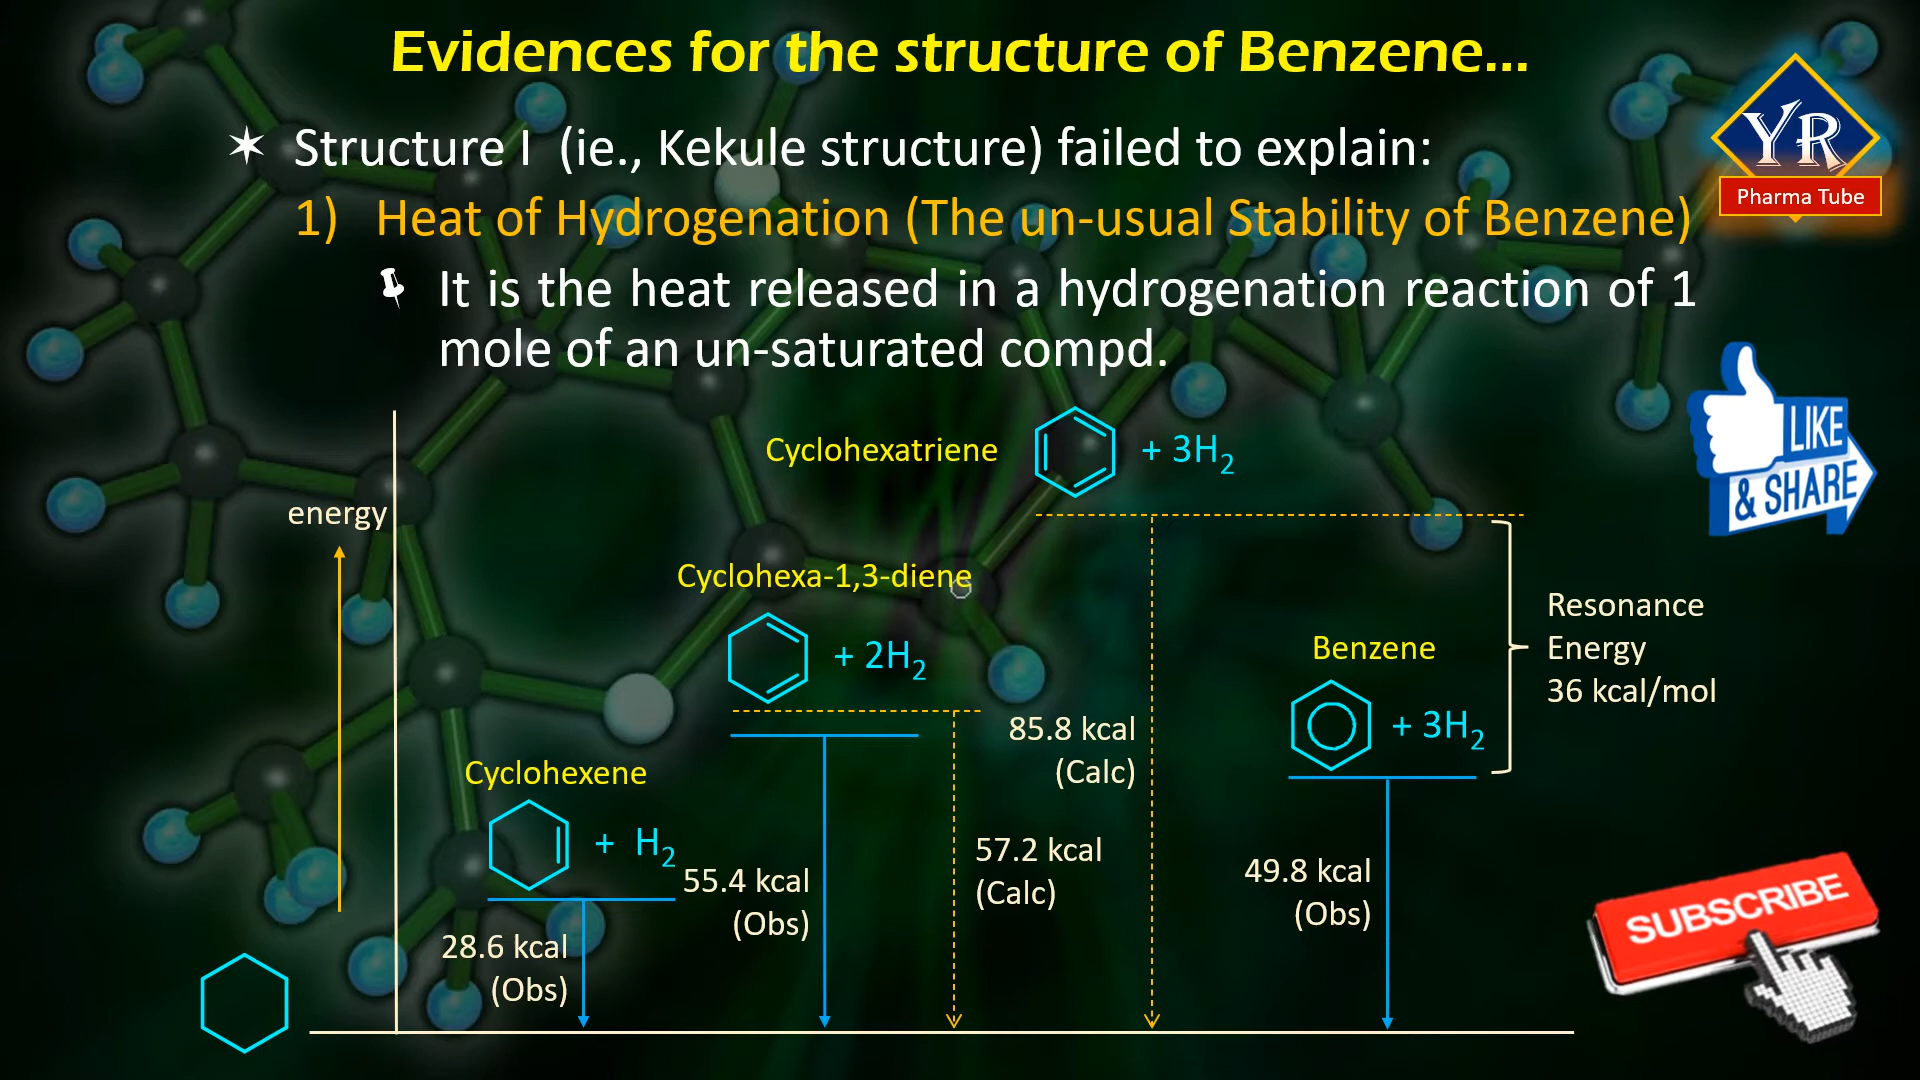 Evidences for the structure of Benzene...
Structure I (ie., Kekule structure) failed to explain:
1) Heat of Hydrogenation (The un-usual Stability of Benzene)
It is the heat released in a hydrogenation reaction of 1
mole of an un-saturated compd.
YR
Pharma Tube
LIKE
& SHARE
Cyclohexatriene
+ 3H₂
energy
Cyclohexa-1,3-diene
+ 2H₂
Resonance
Energy
36 kcal/mol
Benzene
+ 3H₂
85.8 kcal
(Calc)
Cyclohexene
+ H₂
55.4 kcal
(Obs)
57.2 kcal
(Calc)
49.8 kcal
(Obs)
28.6 kcal
(Obs)
SUBSCRIBE